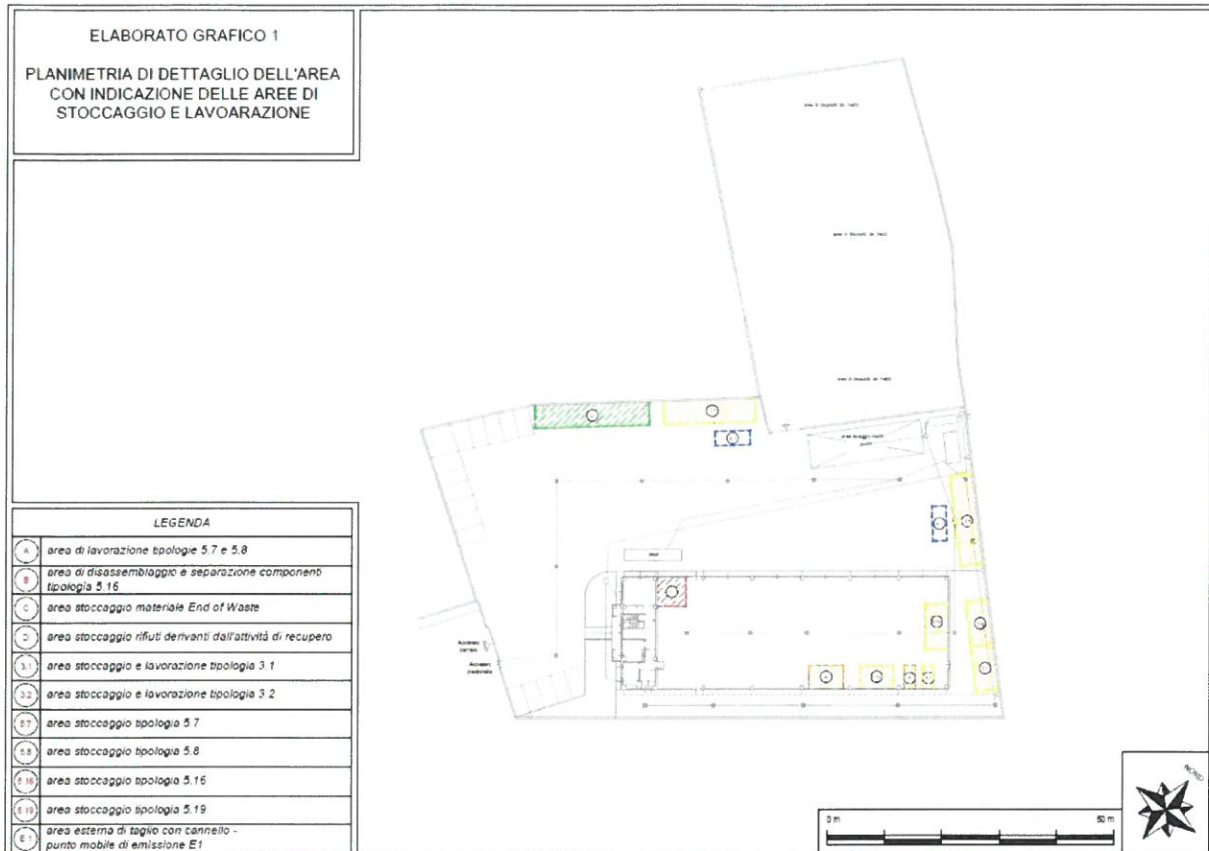 ELABORATO GRAFICO 1
PLANIMETRIA DI DETTAGLIO DELL'AREA
CON INDICAZIONE DELLE AREE DI
STOCCAGGIO E LAVOARAZIONE
Accesso
carraio
Accesso
pedonale
LEGENDA
A area di lavorazione tipologie 5.7 e 5.8
B area di disassemblaggio e separazione componenti
tipologia 5.16
C area stoccaggio materiale End of Waste
D area stoccaggio rifiuti derivanti dall'attività di recupero
3.1 area stoccaggio e lavorazione tipologia 3.1
3.2 area stoccaggio e lavorazione tipologia 3.2
5.7 area stoccaggio tipologia 5.7
5.8 area stoccaggio tipologia 5.8
5.16 area stoccaggio tipologia 5.16
5.19 area stoccaggio tipologia 5.19
E1 area esterna di taglio con cannello -
punto mobile di emissione E1
0 m
50 m
NORD